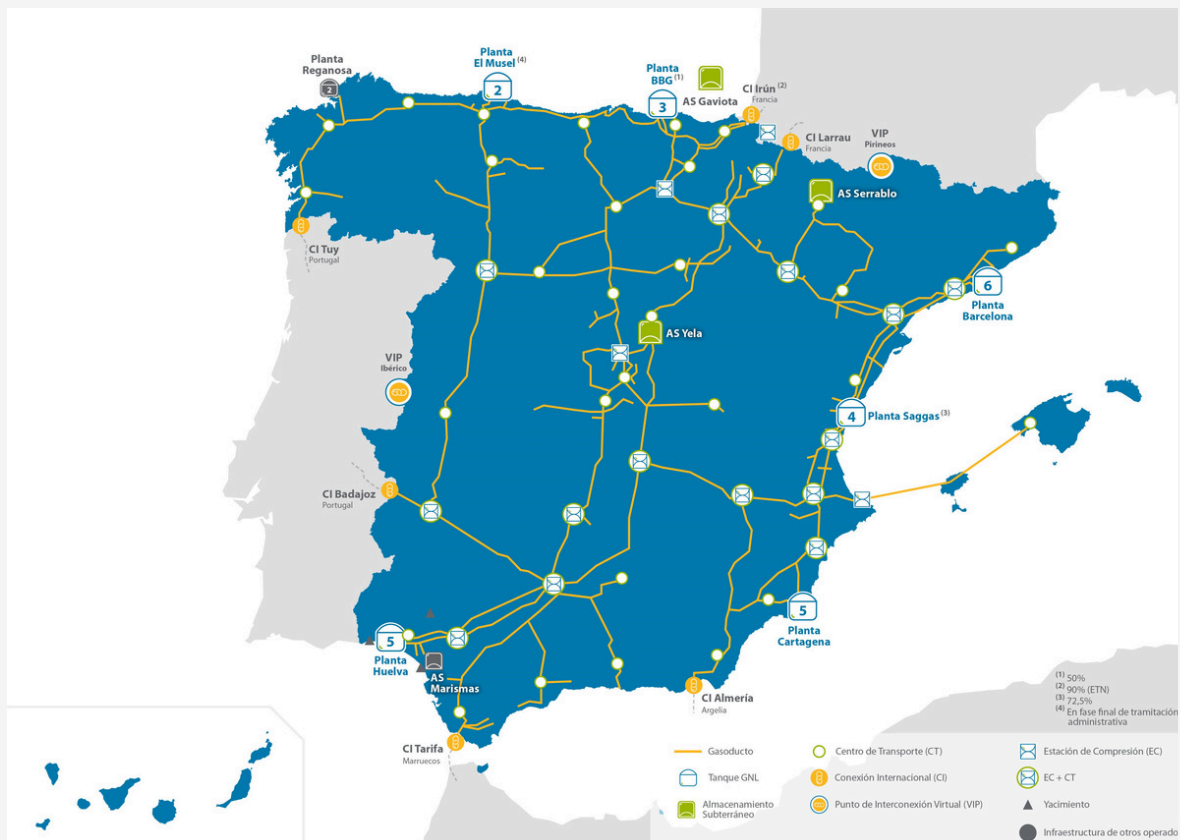 Planta
Reganosa
2
Planta
El Musel (4)
2
Planta
BBG (1)
3
AS Gaviota
CI Irún (2)
Francia
CI Larrau
Francia
VIP
Pirineos
AS Serrablo
CI Tuy
Portugal
6
Planta
Barcelona
AS Yela
VIP
Ibérico
4
Planta Saggas (3)
CI Badajoz
Portugal
5
Planta
Cartagena
5
Planta
Huelva
AS
Marismas
CI Almería
Argelia
CI Tarifa
Marruecos
(1) 50%
(2) 90% (ETN)
(3) 72,5%
(4) En fase final de tramitación
administrativa
Gasoducto
Centro de Transporte (CT)
Estación de Compresión (EC)
Tanque GNL
Conexión Internacional (CI)
EC + CT
Almacenamiento
Subterráneo
Punto de Interconexión Virtual (VIP)
Yacimiento
Infraestructura de otros operado